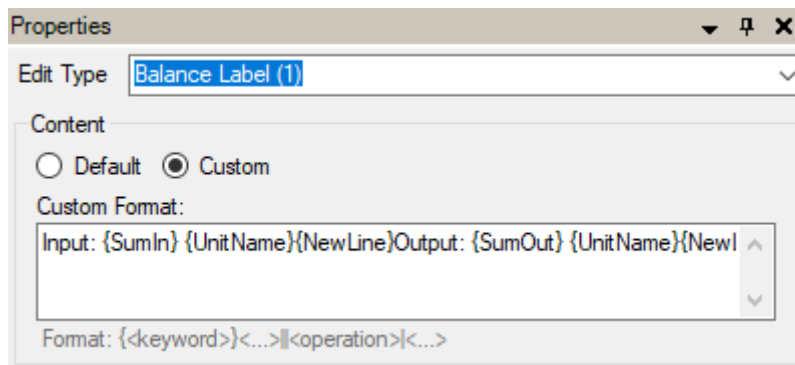 Properties
Edit Type Balance Label (1)
Content
Default Custom
Custom Format:
Input: {SumIn} {UnitName}{NewLine}Output: {SumOut} {UnitName}{Newl
Format: {<keyword>}<...>||<operation>|<...>